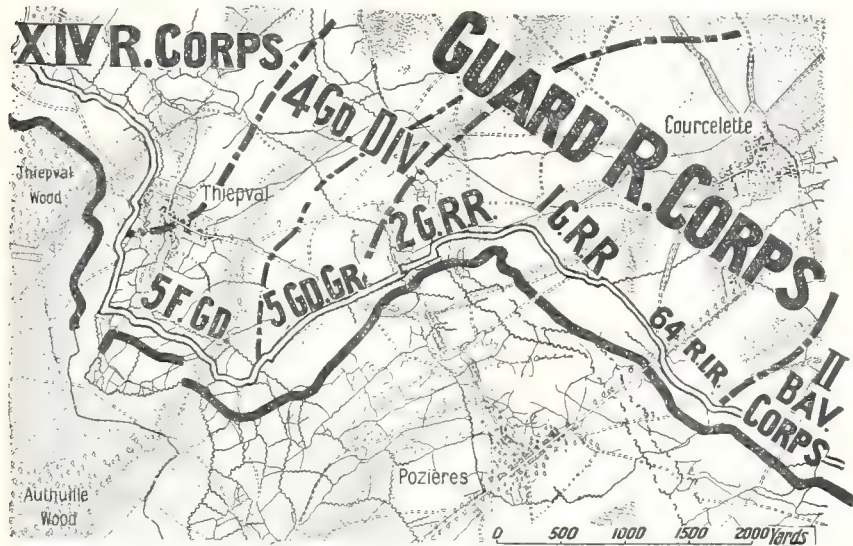 XIV R. CORPS
GUARD R. CORPS
4 GD. DIV.
Courcelette
Thiepval
Wood
Thiepval
2 G.R.R.
1 G.R.R
5 F. GD.
5 GD. GR.
64 R.I.R.
II
BAV.
CORPS
Pozières
Authuille
Wood
0 500 1000 1500 2000 Yards